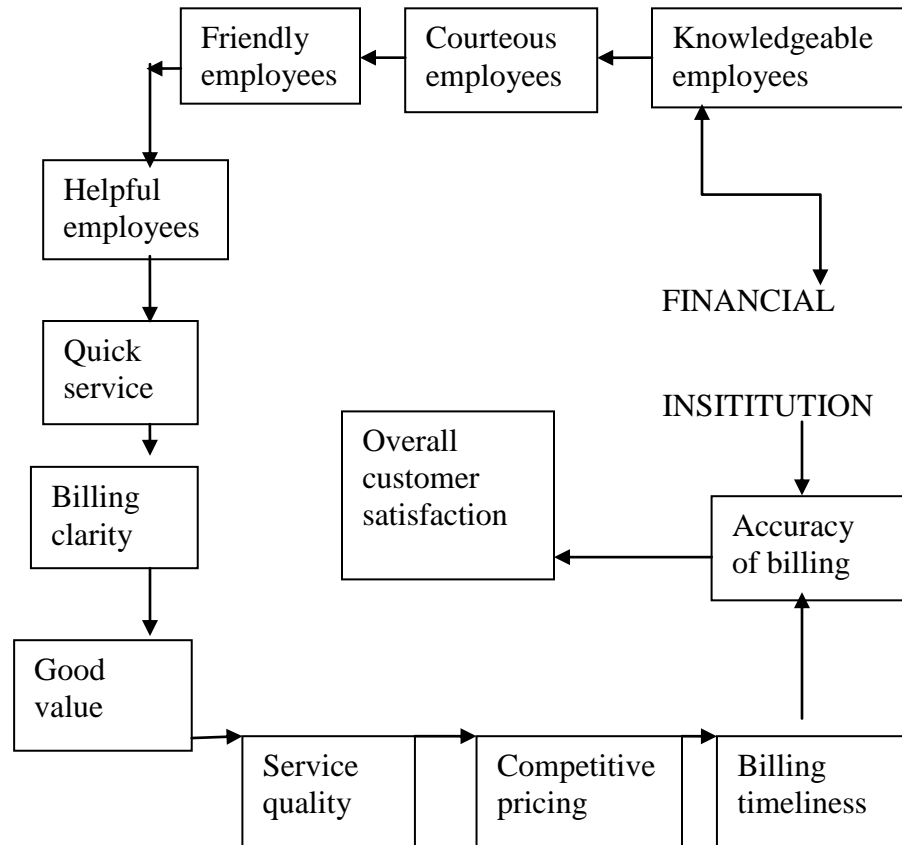 Friendly
employees
Courteous
employees
Knowledgeable
employees
Helpful
employees
FINANCIAL
Quick
service
INSITITUTION
Overall
customer
satisfaction
Billing
clarity
Accuracy
of billing
Good
value
Service
quality
Competitive
pricing
Billing
timeliness